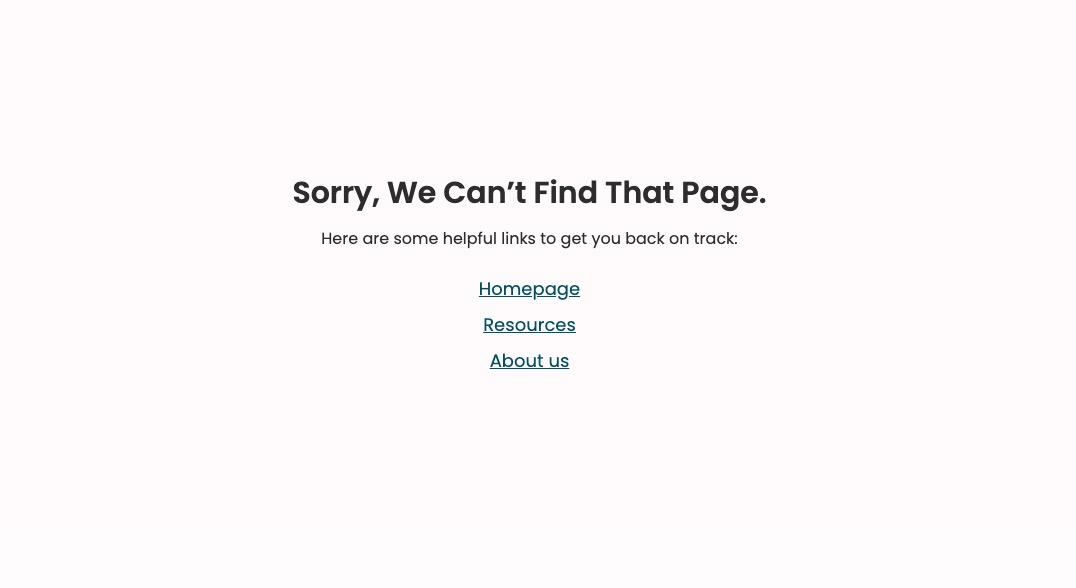 Sorry, We Can’t Find That Page.
Here are some helpful links to get you back on track:
Homepage
Resources
About us